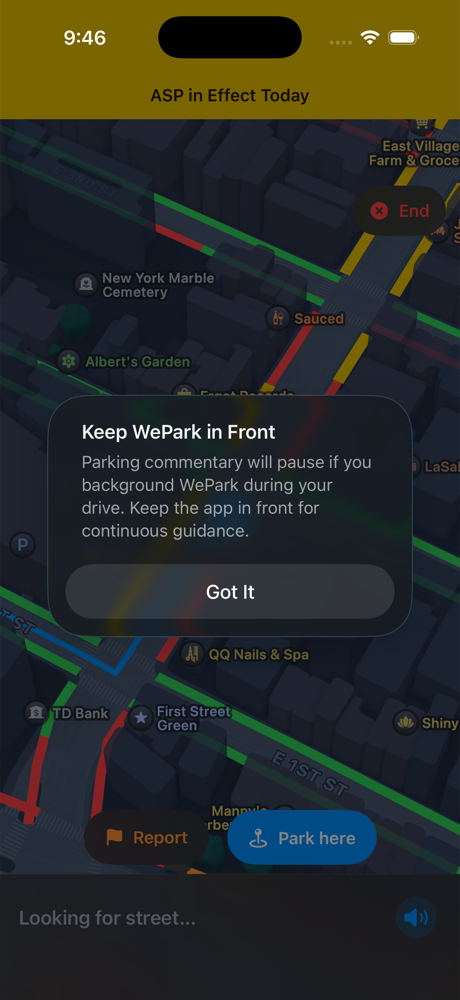 9:46
ASP in Effect Today
East Village
Farm & Groce
End
New York Marble
Cemetery
Sauced
Albert's Garden
LaSal
Keep WePark in Front
Parking commentary will pause if you
background WePark during your
drive. Keep the app in front for
continuous guidance.
P
Got It
ST
QQ Nails & Spa
TD Bank
First Street
Green
Shiny
E 1ST ST
Report
Park here
Looking for street...